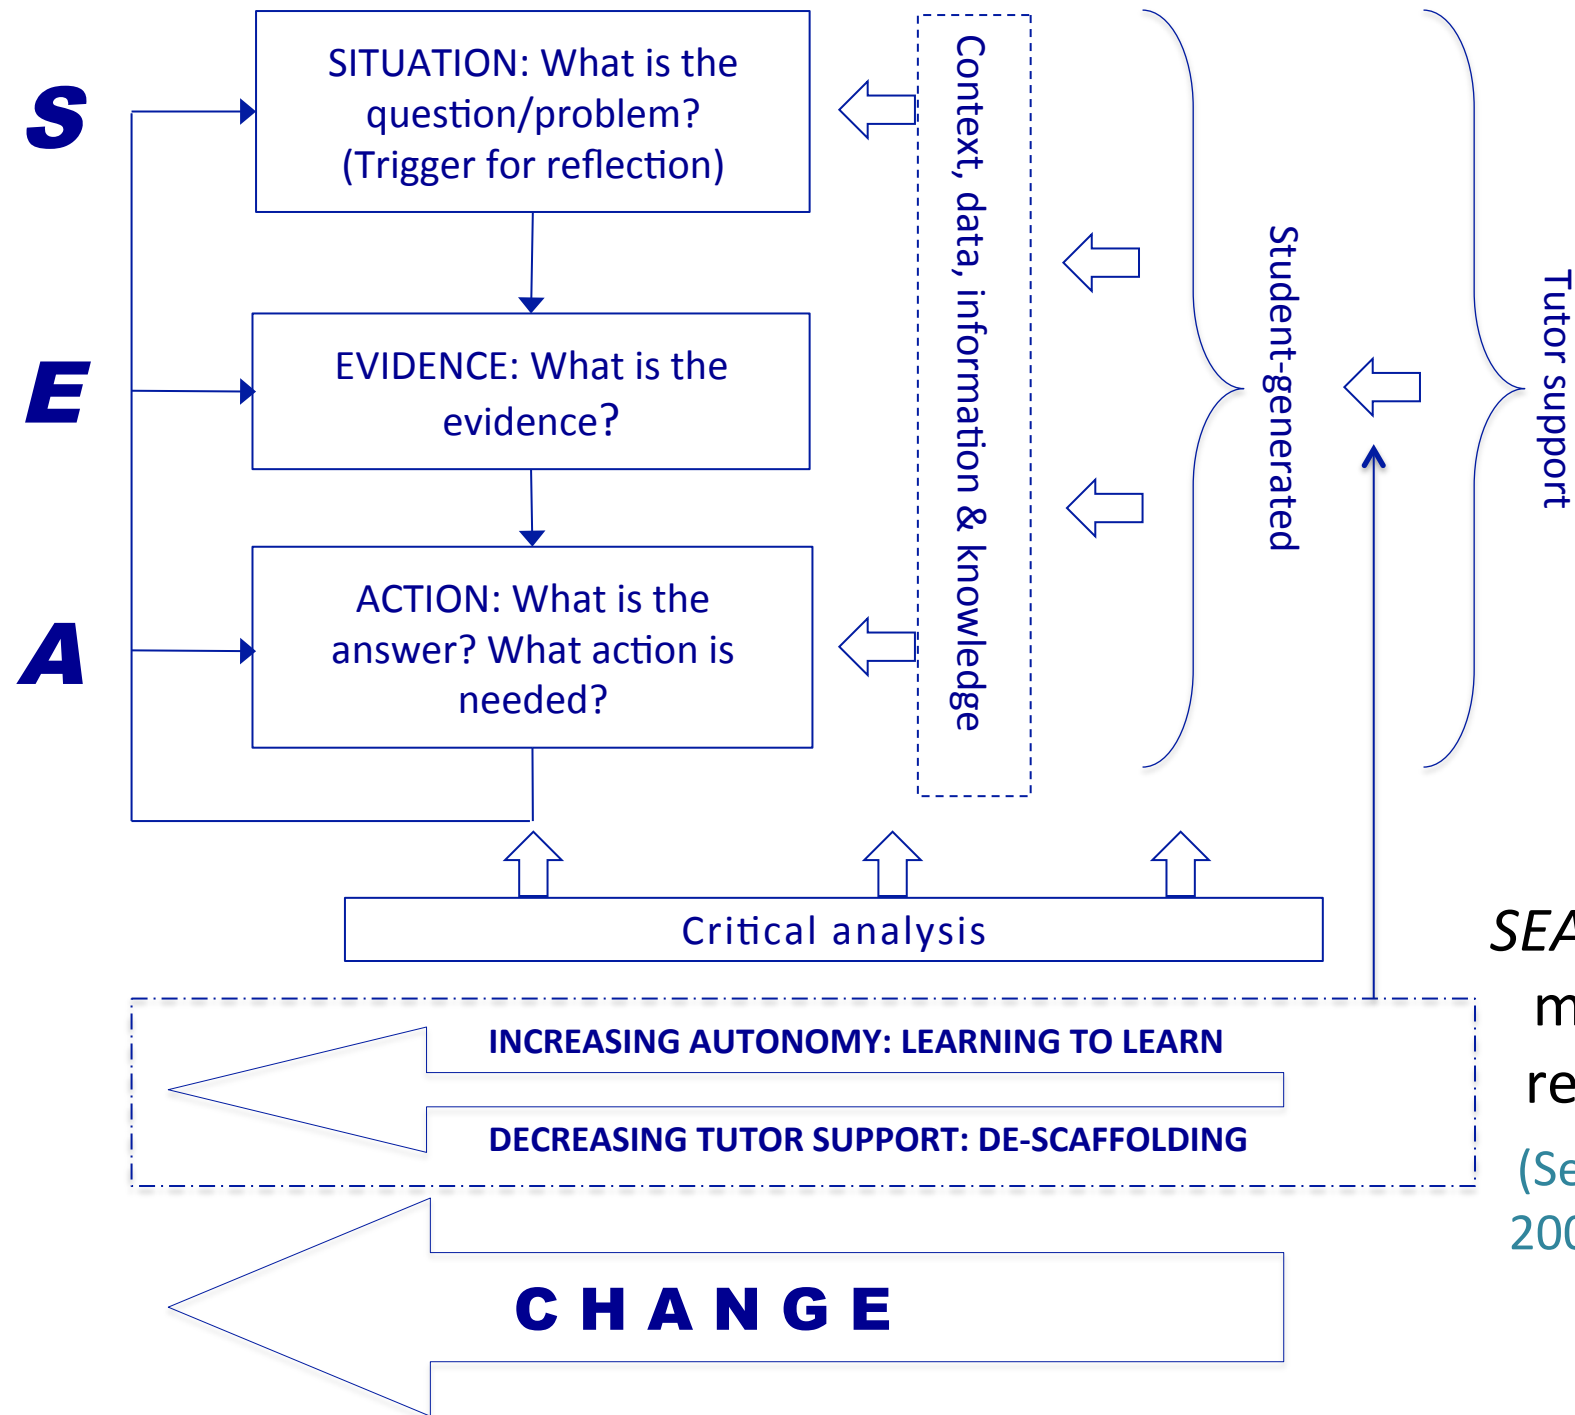 S
SITUATION: What is the
question/problem?
(Trigger for reflection)
E
EVIDENCE: What is the
evidence?
A
ACTION: What is the
answer? What action is
needed?
Context, data, information & knowledge
Student-generated
Tutor support
Critical analysis
INCREASING AUTONOMY: LEARNING TO LEARN
DECREASING TUTOR SUPPORT: DE-SCAFFOLDING
CHANGE